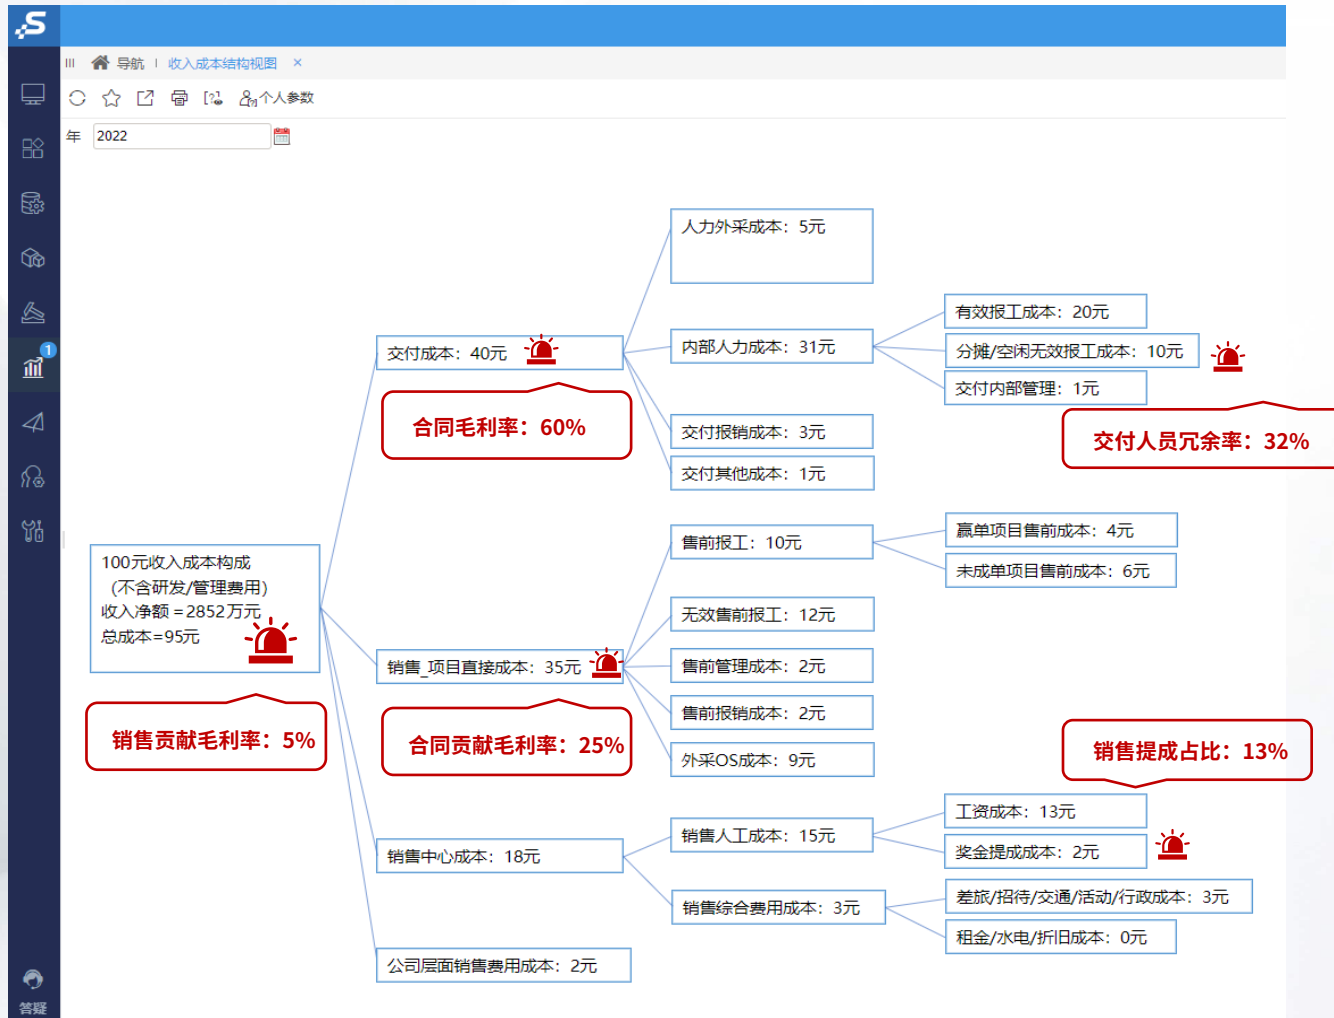 S
导航
收入成本结构视图 ×
个人参数
年 2022
1
人力外采成本：5元
有效报工成本：20元
交付成本：40元
内部人力成本：31元
分摊/空闲无效报工成本：10元
交付内部管理：1元
合同毛利率：60%
交付报销成本：3元
交付人员冗余率：32%
交付其他成本：1元
售前报工：10元
赢单项目售前成本：4元
未成单项目售前成本：6元
100元收入成本构成
（不含研发/管理费用）
收入净额＝2852万元
总成本=95元
无效售前报工：12元
销售_项目直接成本：35元
售前管理成本：2元
售前报销成本：2元
销售贡献毛利率：5%
合同贡献毛利率：25%
外采OS成本：9元
销售提成占比：13%
工资成本：13元
销售人工成本：15元
销售中心成本：18元
奖金提成成本：2元
销售综合费用成本：3元
差旅/招待/交通/活动/行政成本：3元
租金/水电/折旧成本：0元
公司层面销售费用成本：2元
答疑